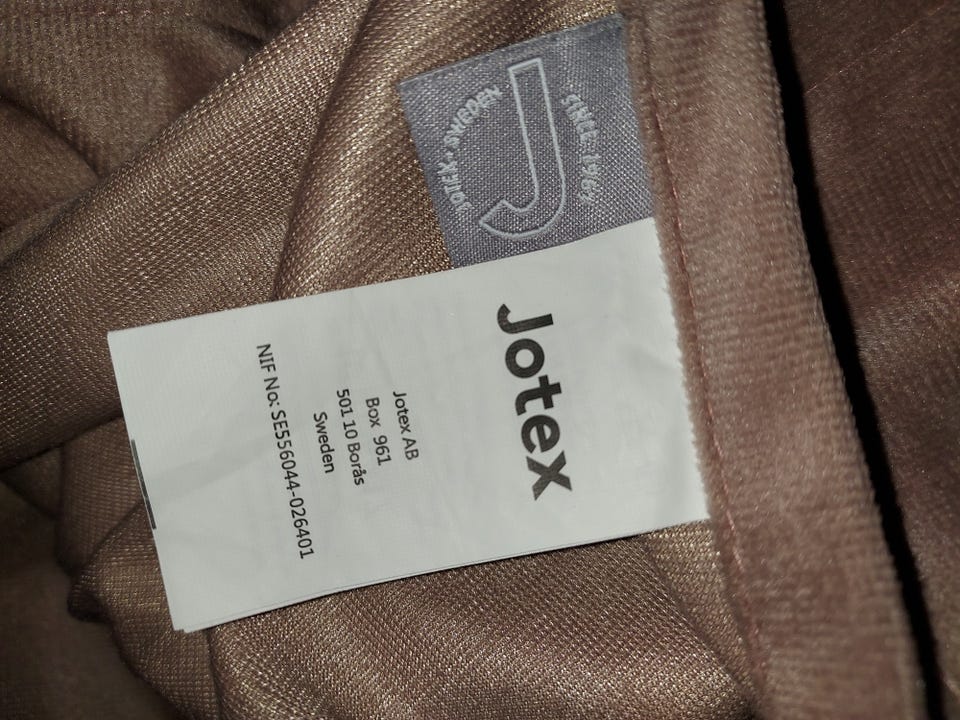 JOTEX, SWEDEN
SINCE 1963
Jotex
Jotex AB
Box 961
501 10 Borås
Sweden
NIF No: SE556044-026401